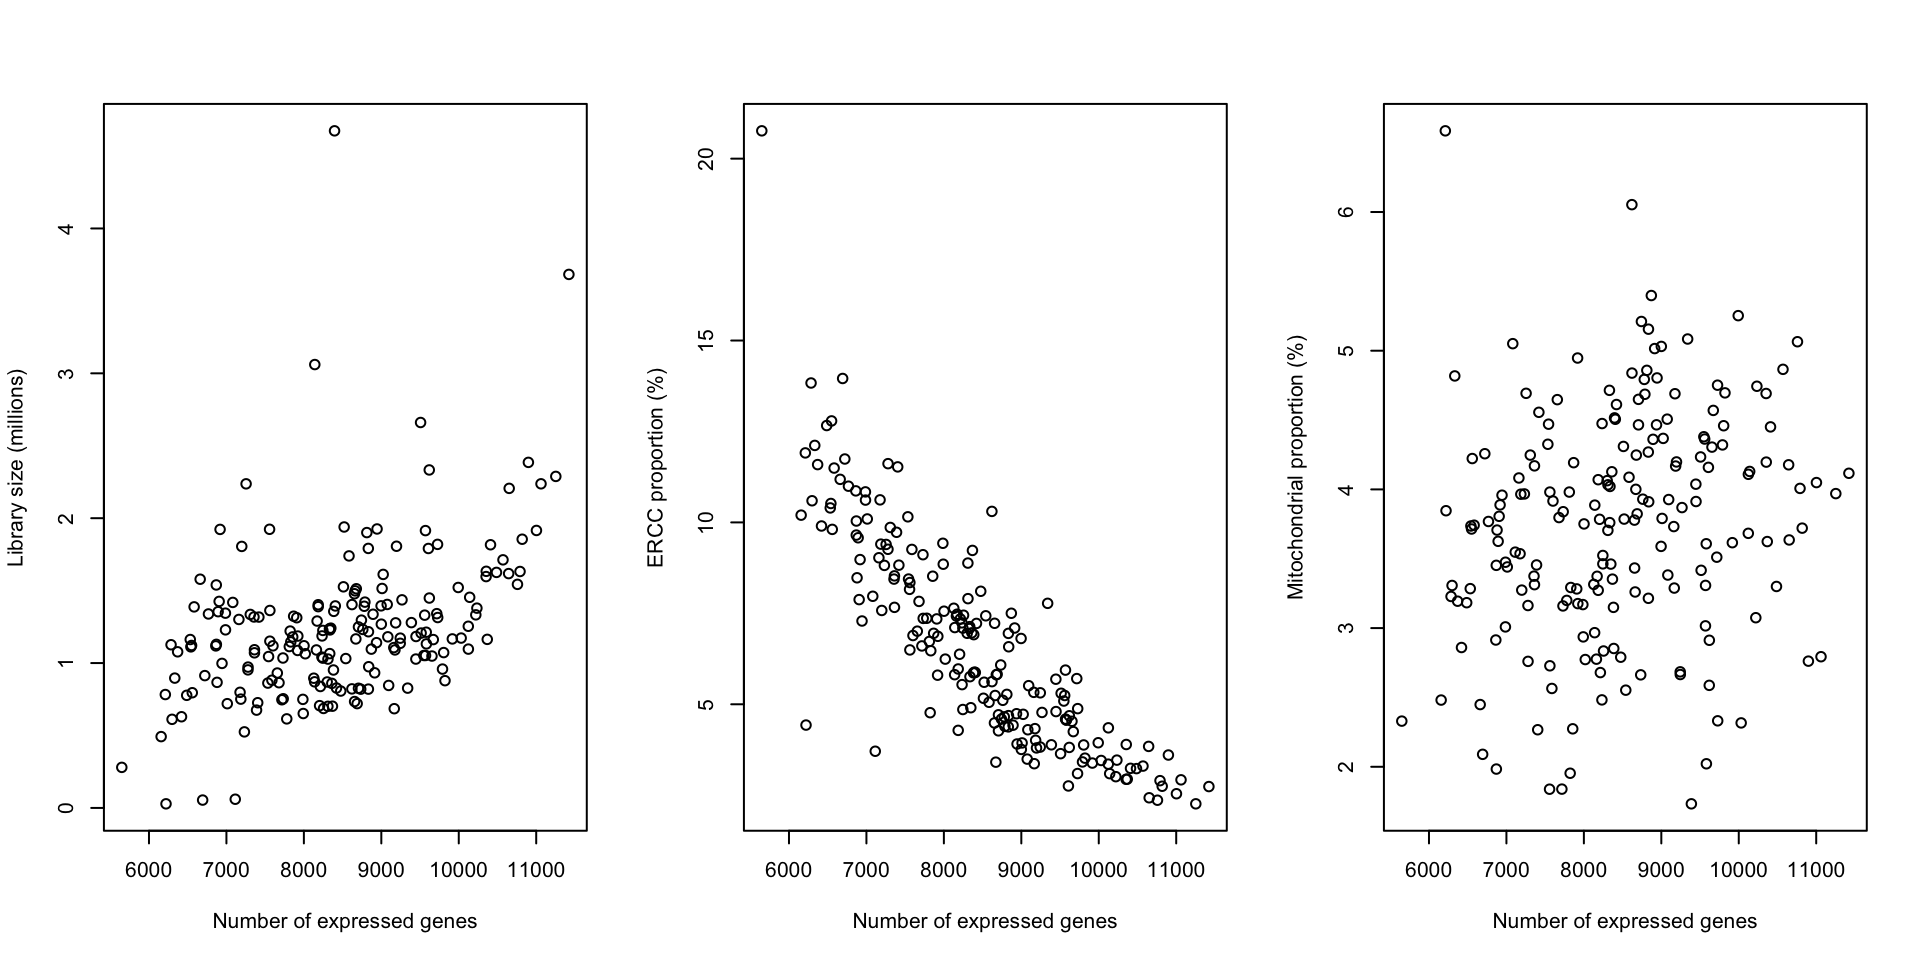 Library size (millions)
4
3
2
1
0
6000 7000 8000 9000 10000 11000
Number of expressed genes
ERCC proportion (%)
20
15
10
5
6000 7000 8000 9000 10000 11000
Number of expressed genes
Mitochondrial proportion (%)
6
5
4
3
2
6000 7000 8000 9000 10000 11000
Number of expressed genes